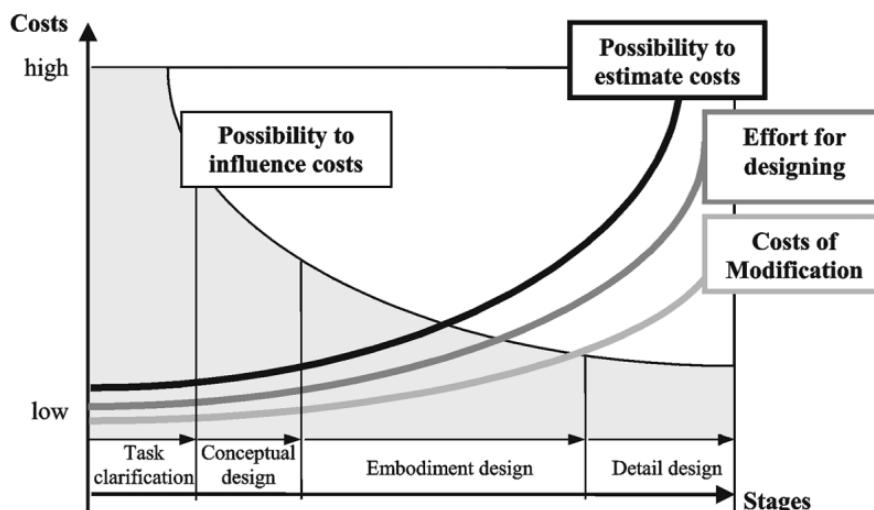 Costs
high
Possibility to
estimate costs
Possibility to
influence costs
Effort for
designing
Costs of
Modification
low
Task
clarification
Conceptual
design
Embodiment design
Detail design
Stages